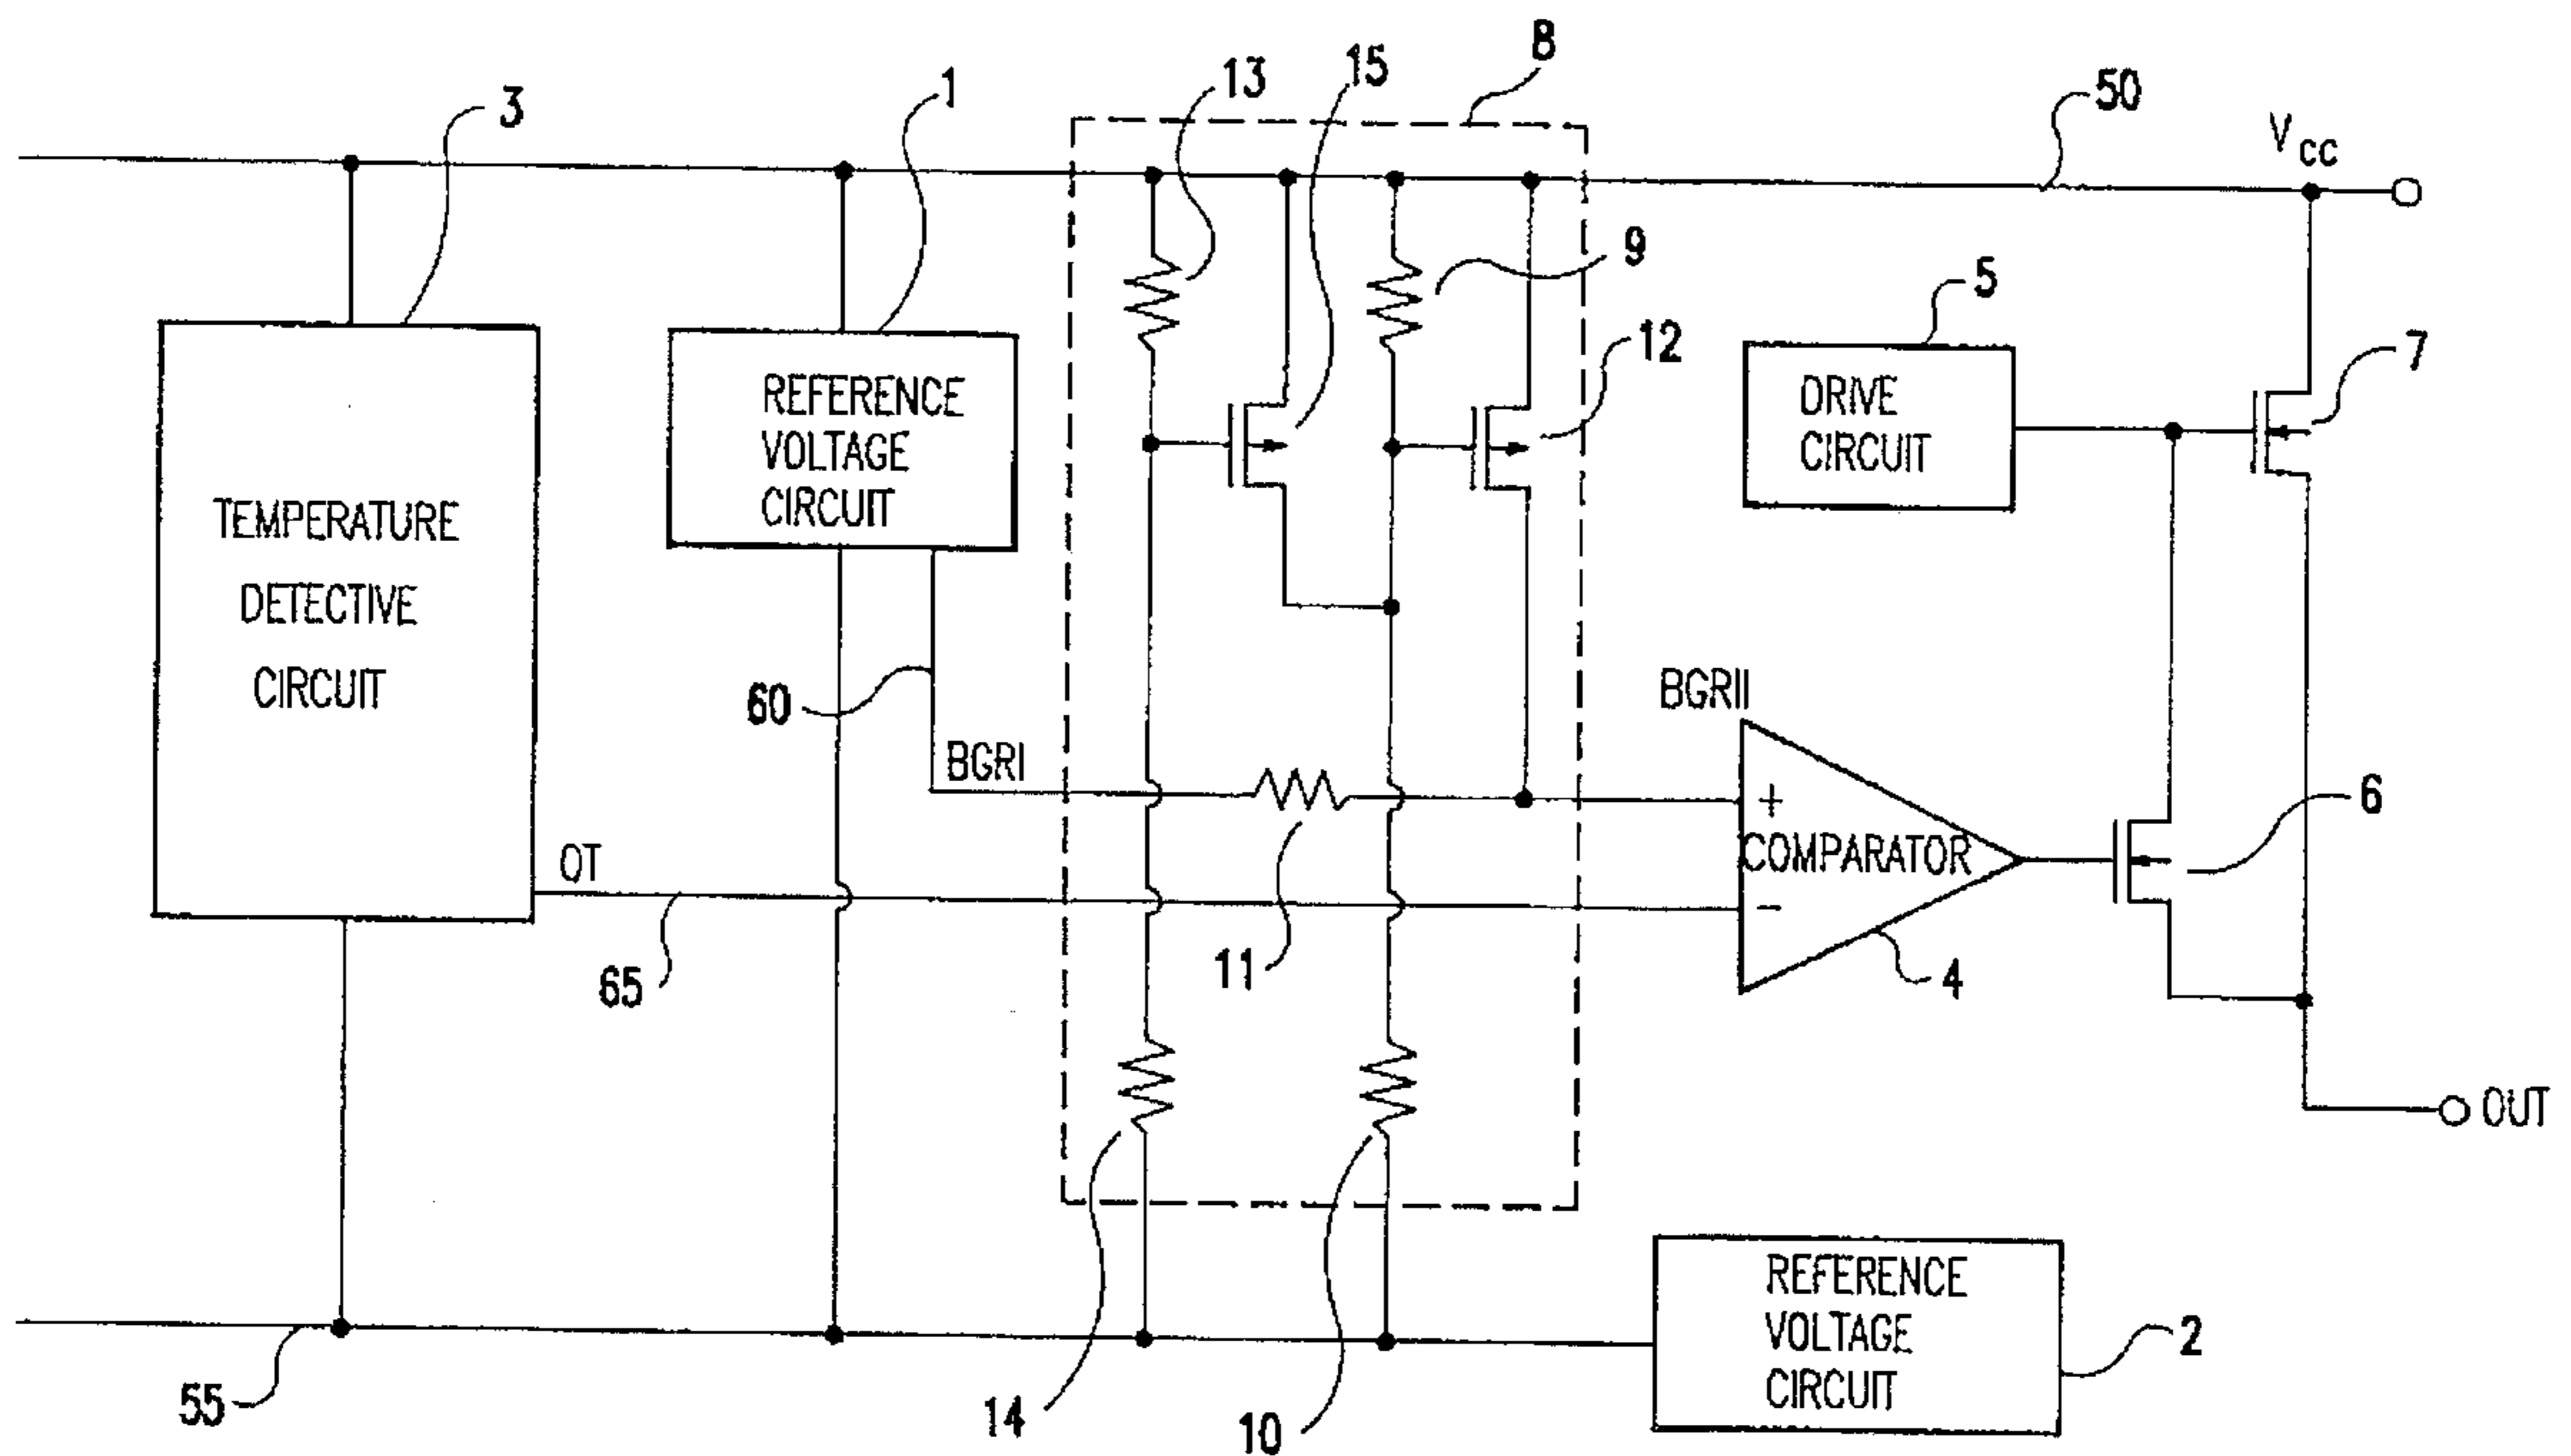 8
15
13
1
3
50
Vcc
9
5
12
7
REFERENCE
VOLTAGE
CIRCUIT
DRIVE
CIRCUIT
TEMPERATURE
DETECTIVE
CIRCUIT
60
BGRI
BGRII
+
COMPARATOR
-
6
OT
65
11
4
OUT
REFERENCE
VOLTAGE
CIRCUIT
2
55
14
10